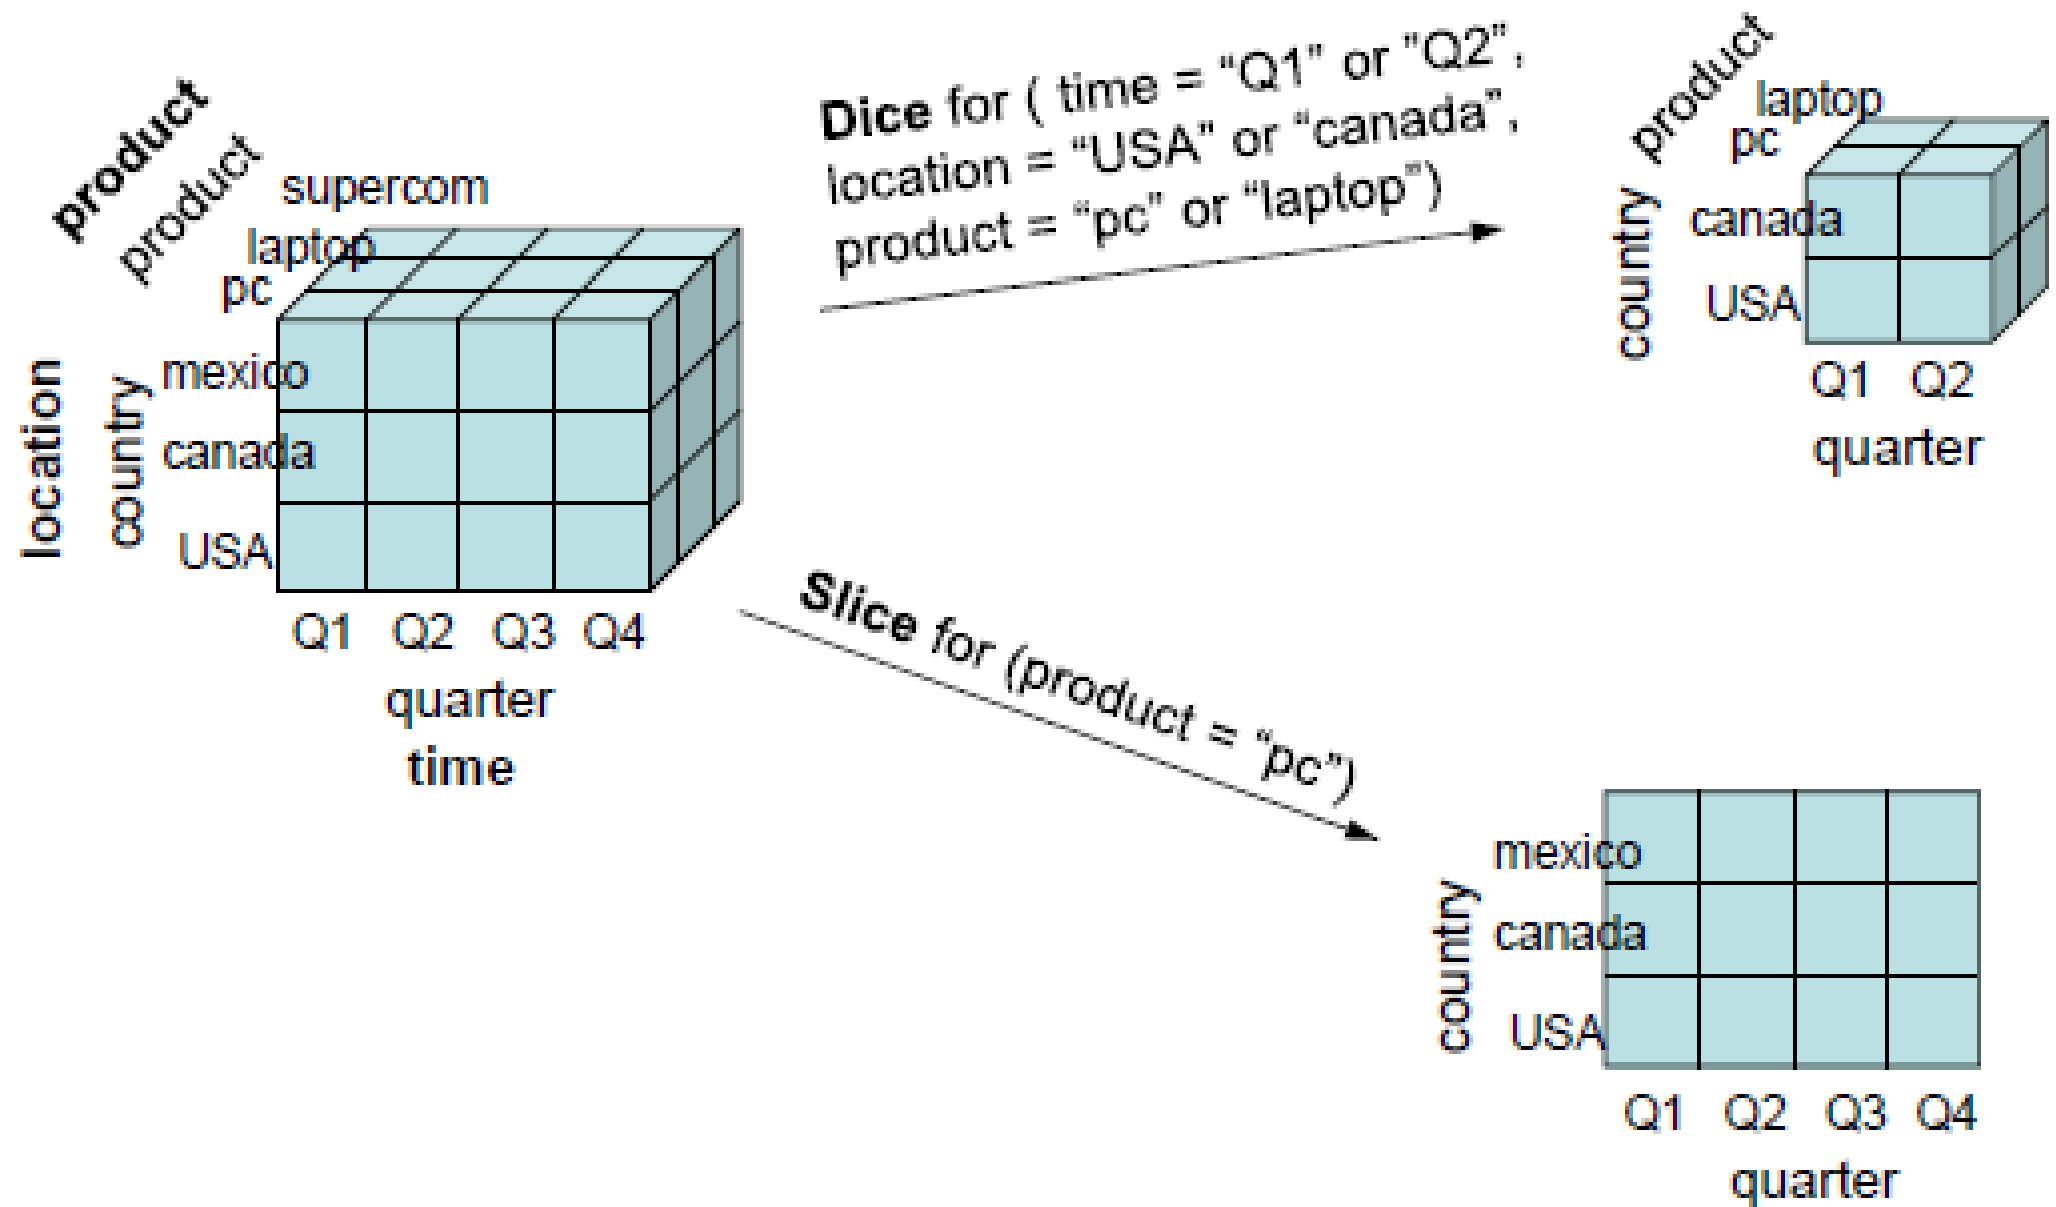 product
product
supercom
laptop
pc
location
country
mexico
canada
USA
Q1 Q2 Q3 Q4
quarter
time
Dice for ( time = “Q1” or ”Q2”,
location = “USA” or “canada”,
product = “pc” or “laptop”)
product
laptop
pc
country
canada
USA
Q1 Q2
quarter
Slice for (product = “pc”)
country
mexico
canada
USA
Q1 Q2 Q3 Q4
quarter